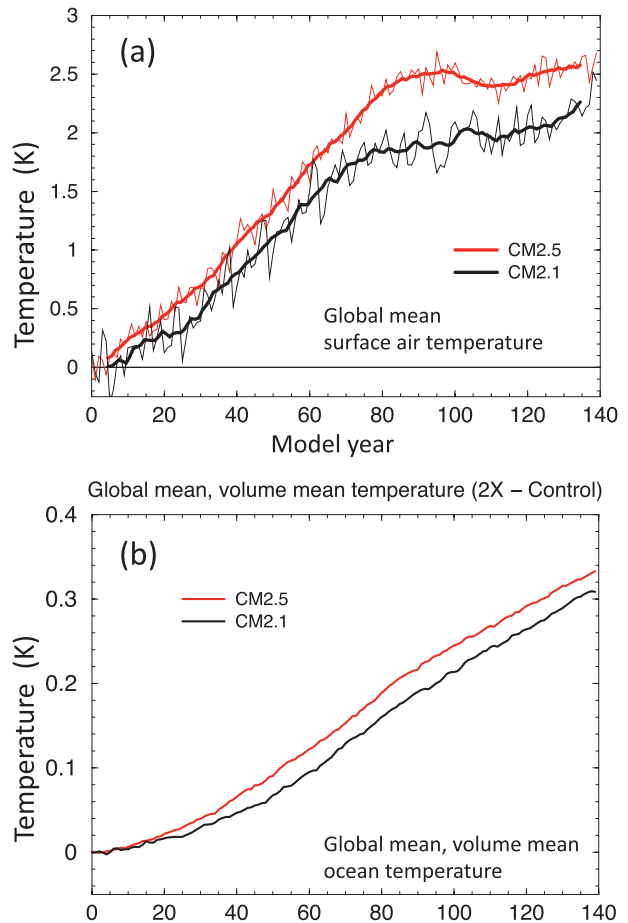 (a)
3
2.5
2
1.5
1
0.5
0
Temperature (K)
CM2.5
CM2.1
Global mean
surface air temperature
0 20 40 60 80 100 120 140
Model year
Global mean, volume mean temperature (2X – Control)
(b)
0.4
0.3
0.2
0.1
0
Temperature (K)
CM2.5
CM2.1
Global mean, volume mean
ocean temperature
0 20 40 60 80 100 120 140